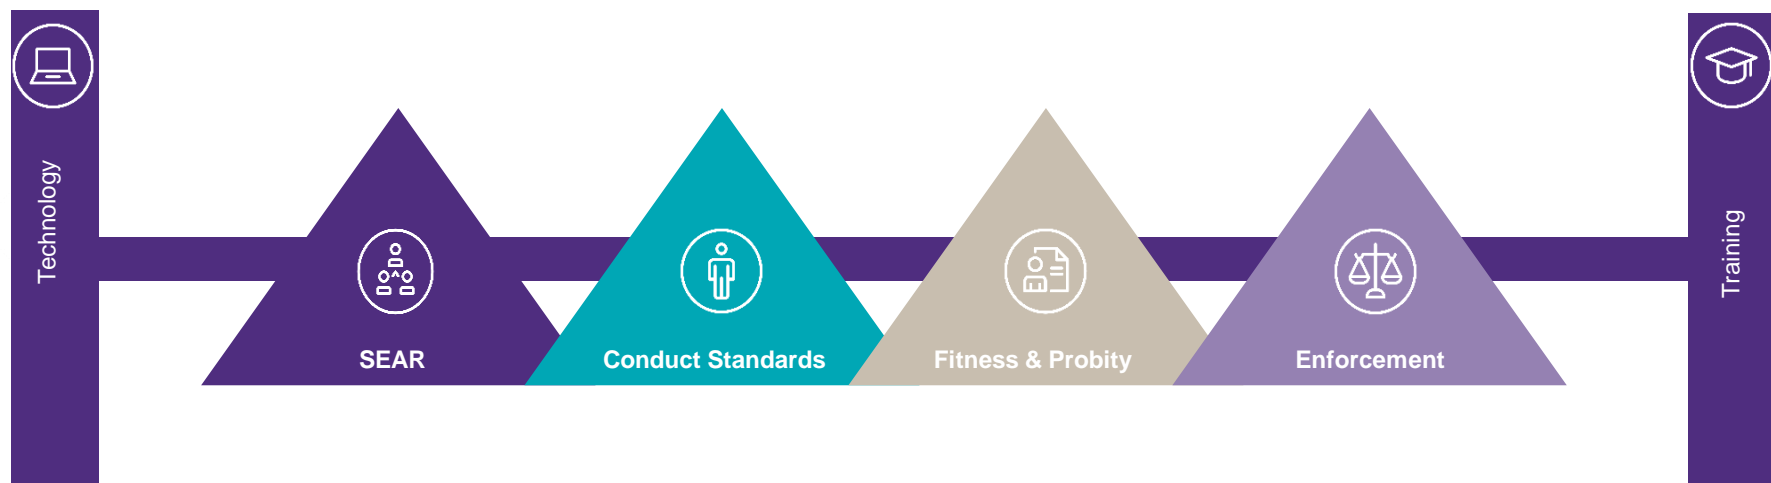 Technology
SEAR
Conduct Standards
Fitness & Probity
Enforcement
Training